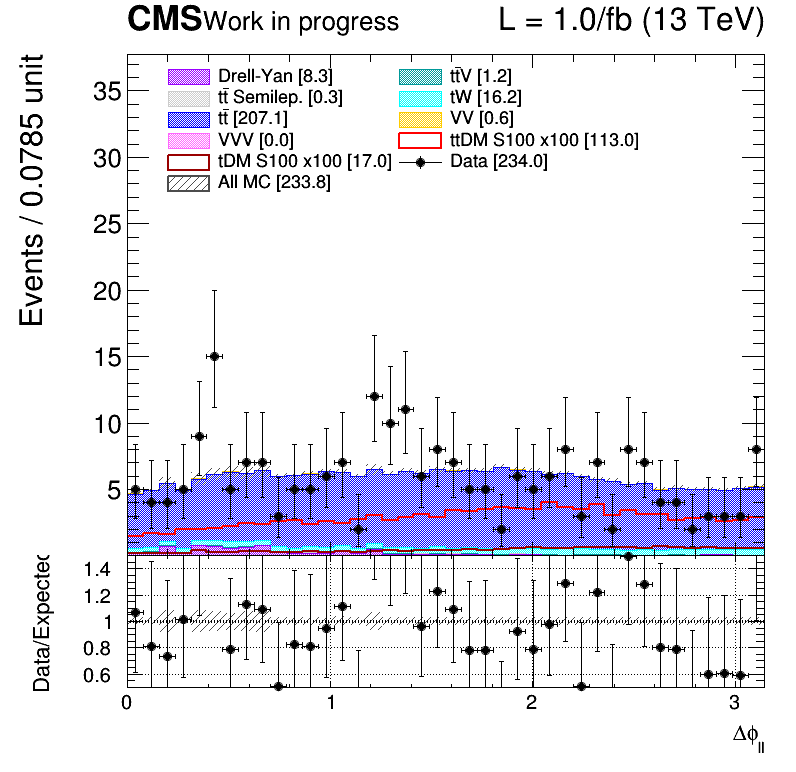 CMS Work in progress L = 1.0/fb (13 TeV)
Events / 0.0785 unit
35
30
25
20
15
10
5
Drell-Yan [8.3]
tt̄V [1.2]
tt̄ Semilep. [0.3]
tW [16.2]
tt̄ [207.1]
VV [0.6]
VVV [0.0]
ttDM S100 x100 [113.0]
tDM S100 x100 [17.0]
Data [234.0]
All MC [233.8]
Data/Expected
1.4
1.2
1
0.8
0.6
0 1 2 3
Δϕll